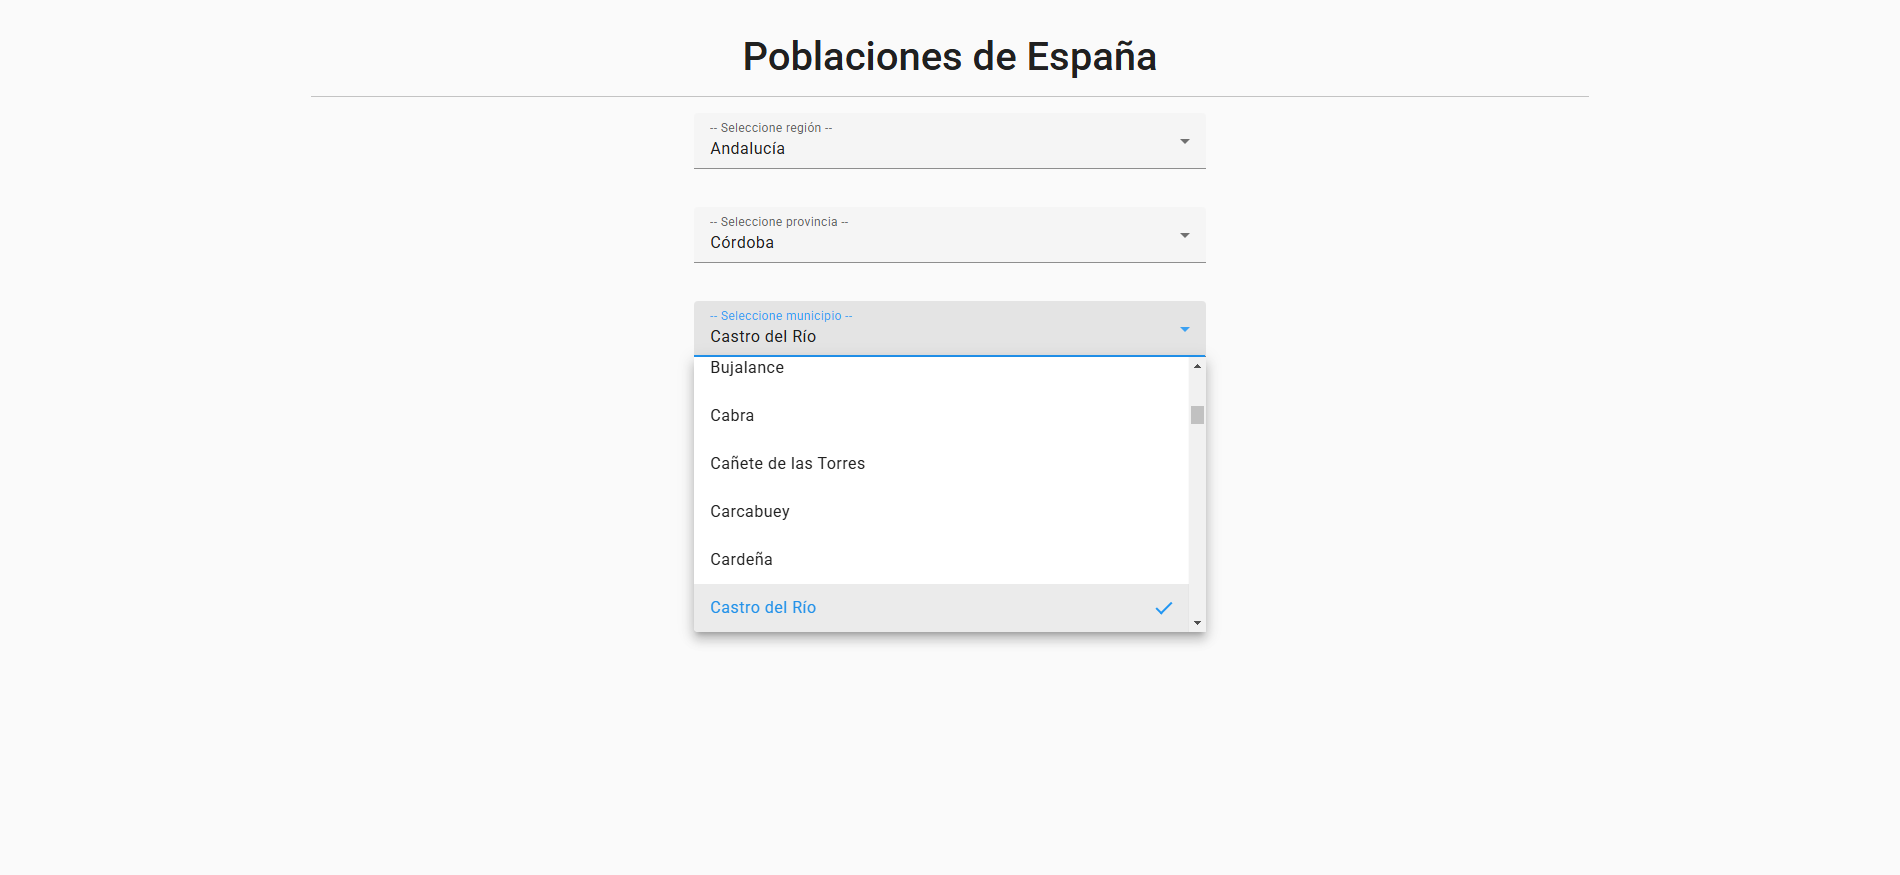 Poblaciones de España
-- Seleccione región --
Andalucía
-- Seleccione provincia --
Córdoba
-- Seleccione municipio --
Castro del Río
Bujalance
Cabra
Cañete de las Torres
Carcabuey
Cardeña
Castro del Río